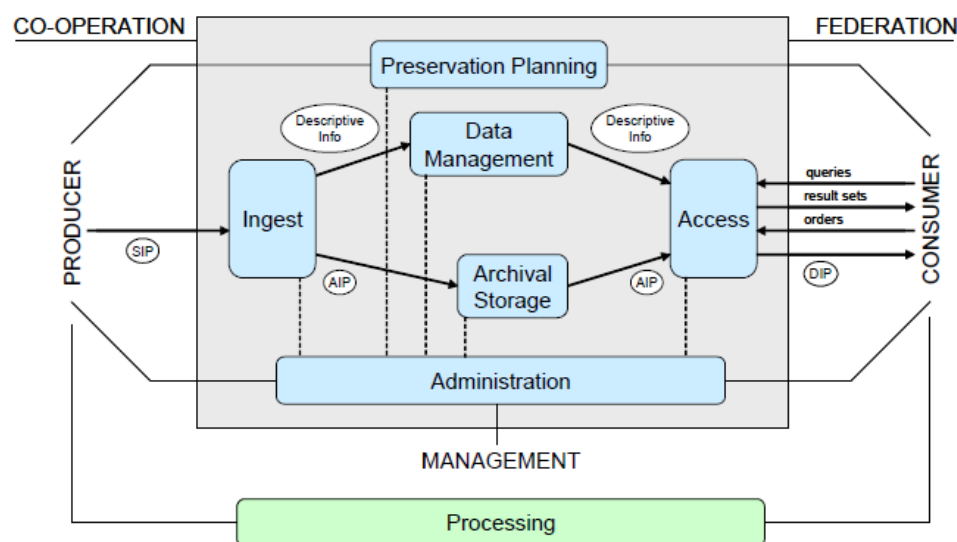 CO-OPERATION
FEDERATION
Preservation Planning
Descriptive
Info
Data
Management
Descriptive
Info
PRODUCER
SIP
Ingest
AIP
Archival
Storage
AIP
Access
queries
result sets
orders
DIP
CONSUMER
Administration
MANAGEMENT
Processing